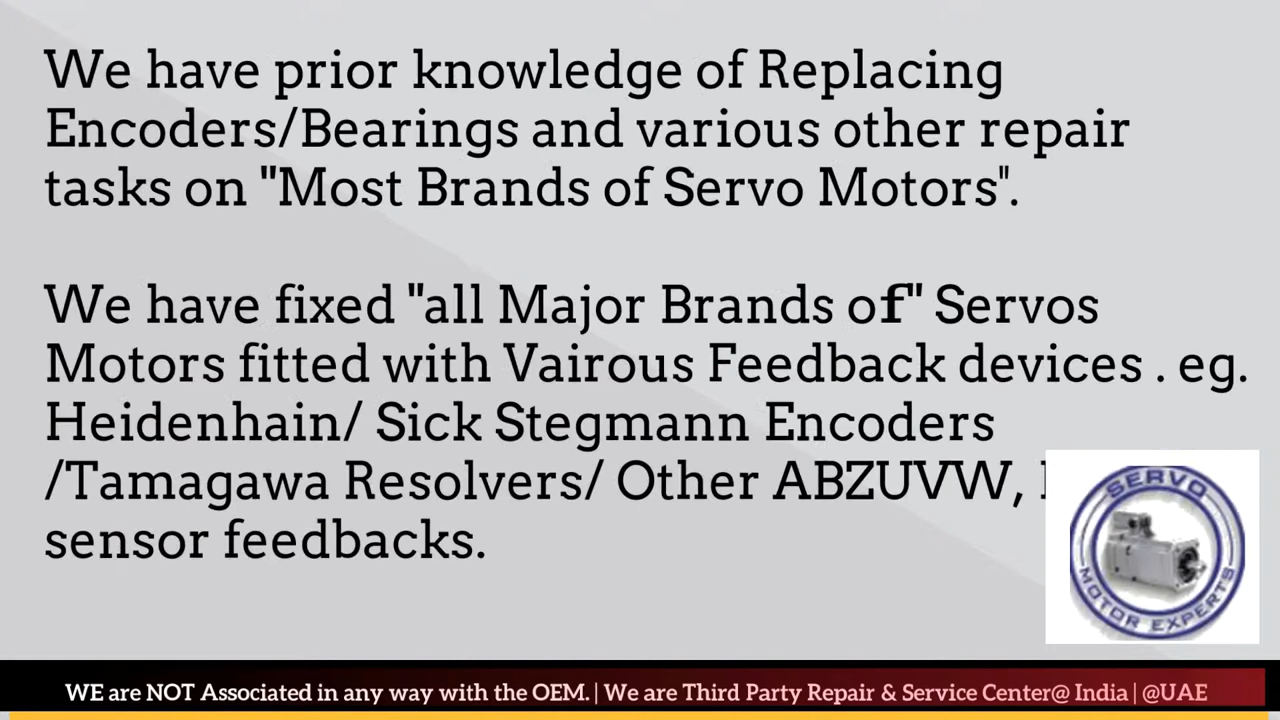 We have prior knowledge of Replacing
Encoders/Bearings and various other repair
tasks on "Most Brands of Servo Motors".
We have fixed "all Major Brands of" Servos
Motors fitted with Vairous Feedback devices . eg.
Heidenhain/ Sick Stegmann Encoders
/Tamagawa Resolvers/ Other ABZUVW,
sensor feedbacks.
SERVO
MOTOR EXPERTS
WE are NOT Associated in any way with the OEM. | We are Third Party Repair & Service Center@ India | @UAE